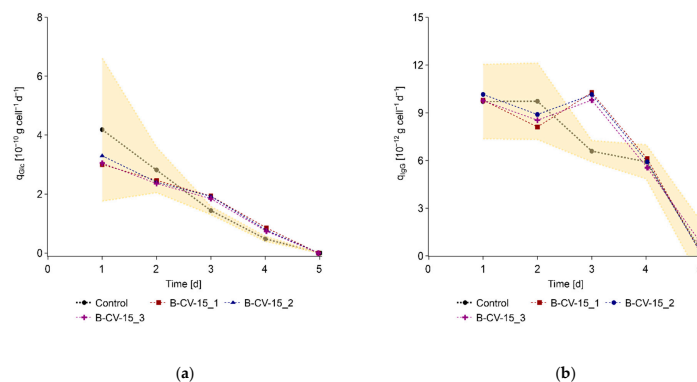 8
6
4
2
0
q_Glc [10⁻¹⁰ g cell⁻¹ d⁻¹]
0 1 2 3 4 5
Time [d]
Control B-CV-15_1 B-CV-15_2
B-CV-15_3
(a)
15
12
9
6
3
0
q_IgG [10⁻¹² g cell⁻¹ d⁻¹]
0 1 2 3 4
Time [d]
Control B-CV-15_1 B-CV-15_2
B-CV-15_3
(b)